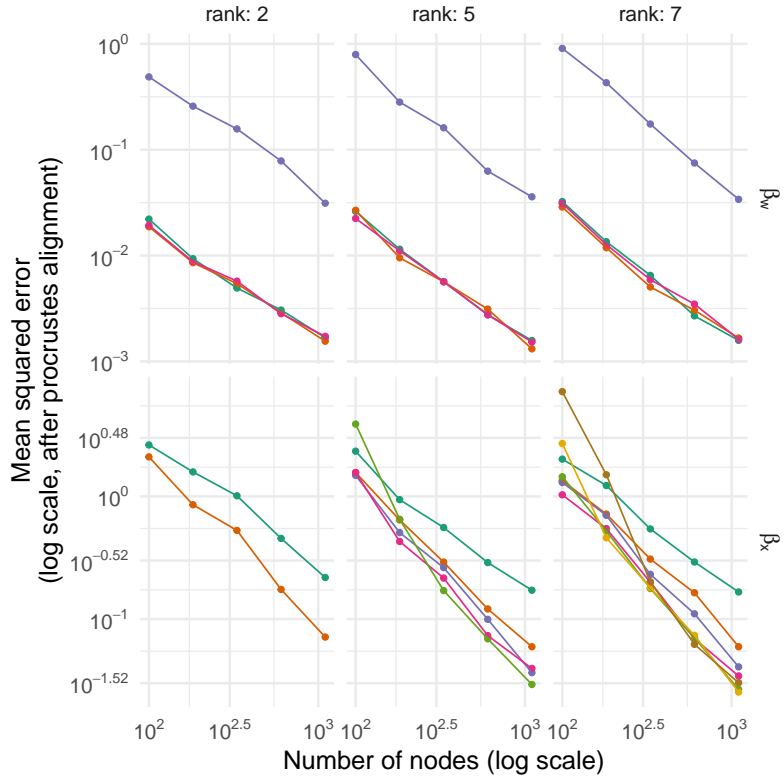 rank: 2 rank: 5 rank: 7
10^0
10^-1
10^-2
10^-3
β_w
10^0.48
10^0
10^-0.52
10^-1
10^-1.52
β_x
Mean squared error
(log scale, after procrustes alignment)
10^2 10^2.5 10^3 10^2 10^2.5 10^3 10^2 10^2.5 10^3
Number of nodes (log scale)